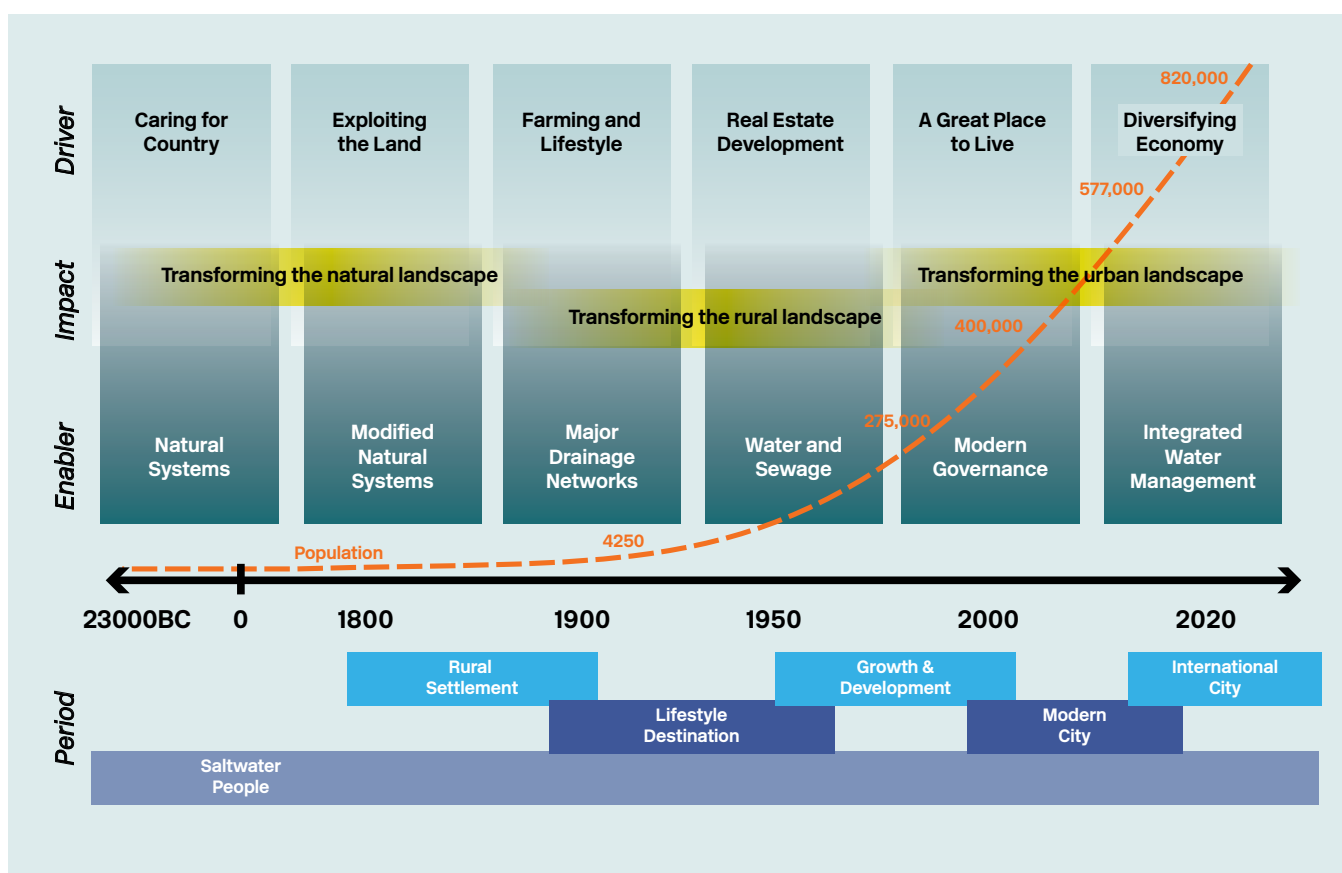 820,000
Driver
Caring for
Country
Exploiting
the Land
Farming and
Lifestyle
Real Estate
Development
A Great Place
to Live
Diversifying
Economy
577,000
Impact
Transforming the natural landscape
Transforming the urban landscape
Transforming the rural landscape
400,000
275,000
Enabler
Natural
Systems
Modified
Natural
Systems
Major
Drainage
Networks
Water and
Sewage
Modern
Governance
Integrated
Water
Management
Population
4250
23000BC
0
1800
1900
1950
2000
2020
Period
Rural
Settlement
Growth &
Development
International
City
Lifestyle
Destination
Modern
City
Saltwater
People